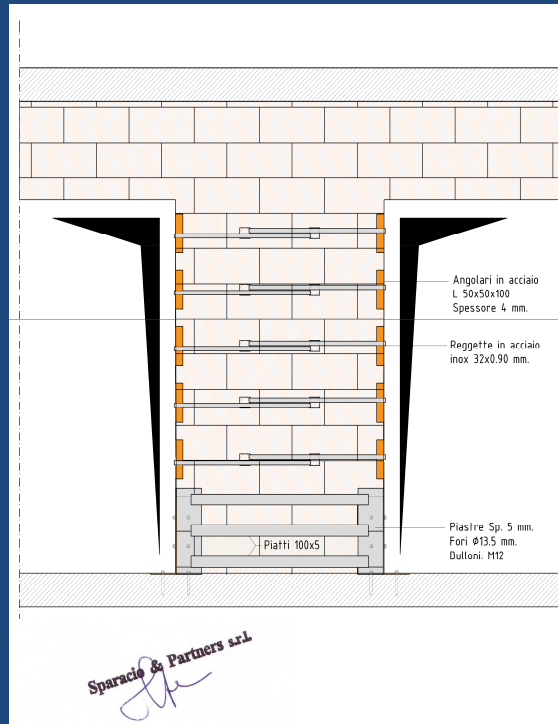 Angolari in acciaio
L 50x50x100
Spessore 4 mm.
Reggette in acciaio
inox 32x0.90 mm.
Piastre Sp. 5 mm.
Fori Ø13.5 mm.
Dulloni. M12
Piatti 100x5
Sparacio & Partners s.r.l.